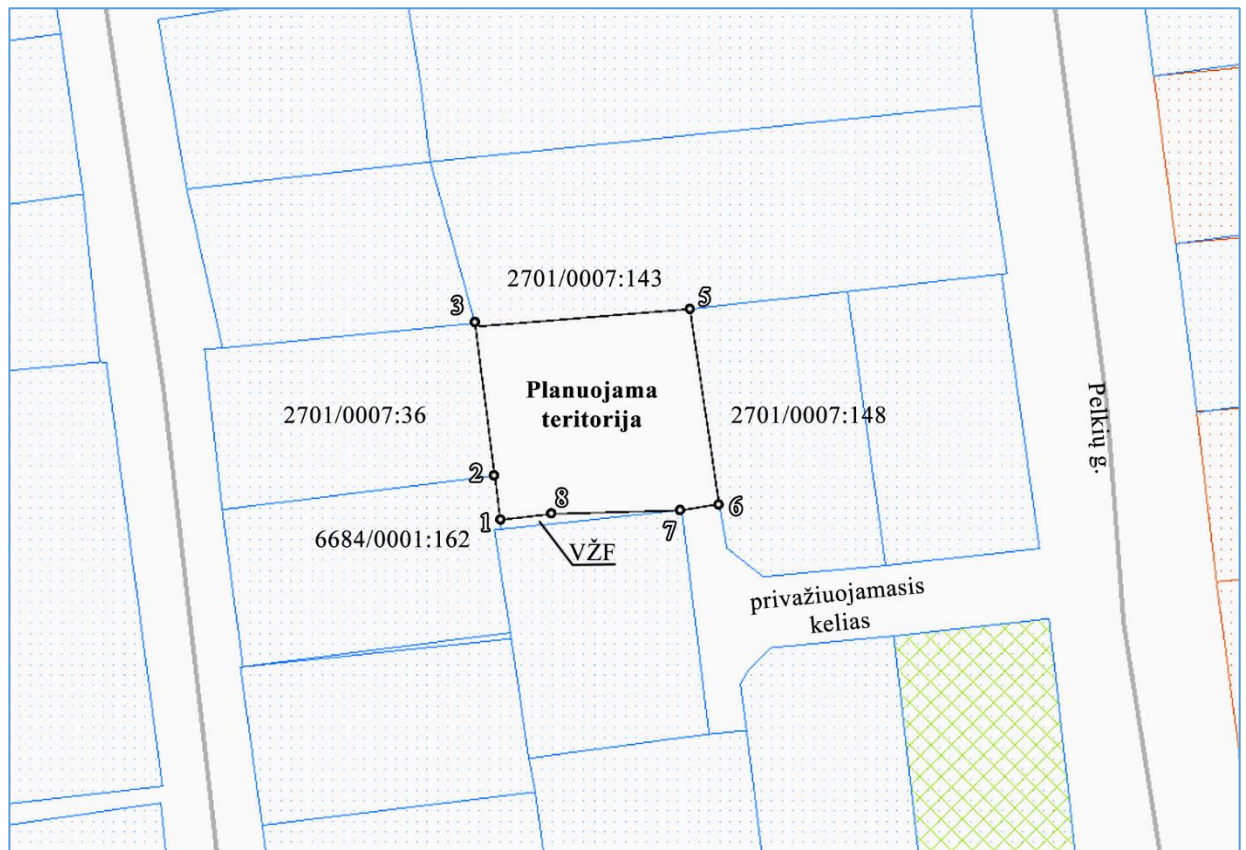 2701/0007:143
3
5
Planuojama
teritorija
2701/0007:36
2701/0007:148
Pelkių g.
2
8
1
7
6
6684/0001:162
VŽF
privažiuojamasis
kelias